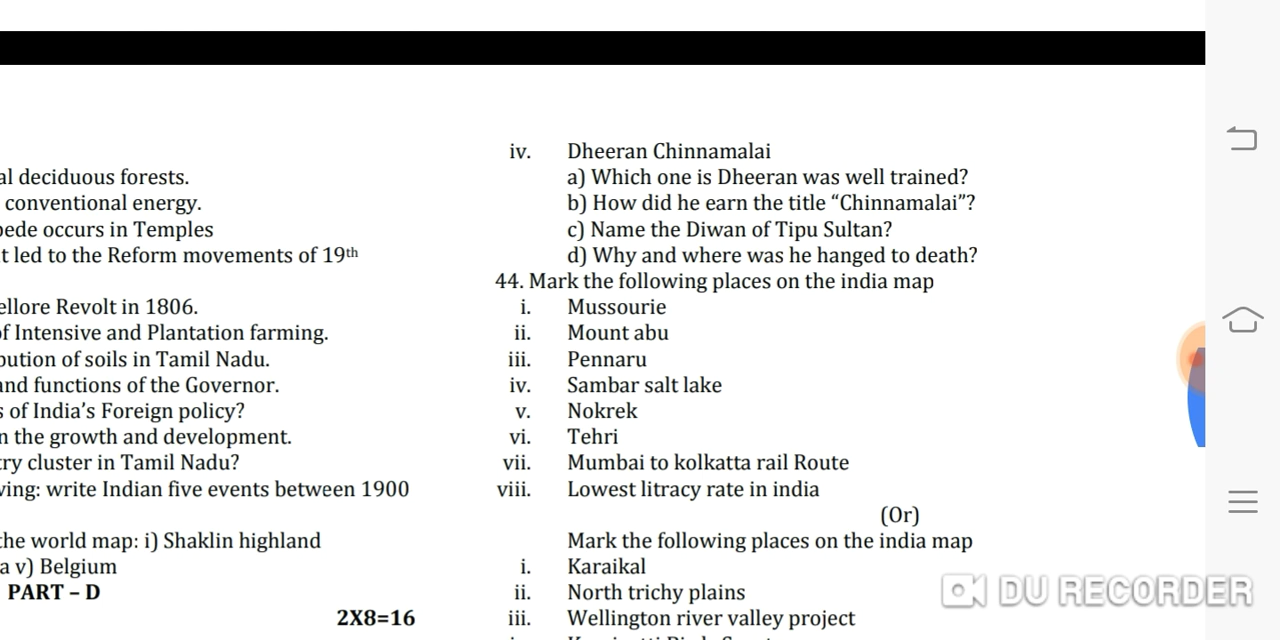 al deciduous forests.
conventional energy.
pede occurs in Temples
t led to the Reform movements of 19th
ellore Revolt in 1806.
of Intensive and Plantation farming.
bution of soils in Tamil Nadu.
and functions of the Governor.
s of India's Foreign policy?
n the growth and development.
try cluster in Tamil Nadu?
ving: write Indian five events between 1900
the world map: i) Shaklin highland
a v) Belgium
PART – D
2X8=16
iv. Dheeran Chinnamalai
a) Which one is Dheeran was well trained?
b) How did he earn the title “Chinnamalai”?
c) Name the Diwan of Tipu Sultan?
d) Why and where was he hanged to death?
44. Mark the following places on the india map
i. Mussourie
ii. Mount abu
iii. Pennaru
iv. Sambar salt lake
v. Nokrek
vi. Tehri
vii. Mumbai to kolkatta rail Route
viii. Lowest litracy rate in india
(Or)
Mark the following places on the india map
i. Karaikal
ii. North trichy plains
iii. Wellington river valley project
DU RECORDER